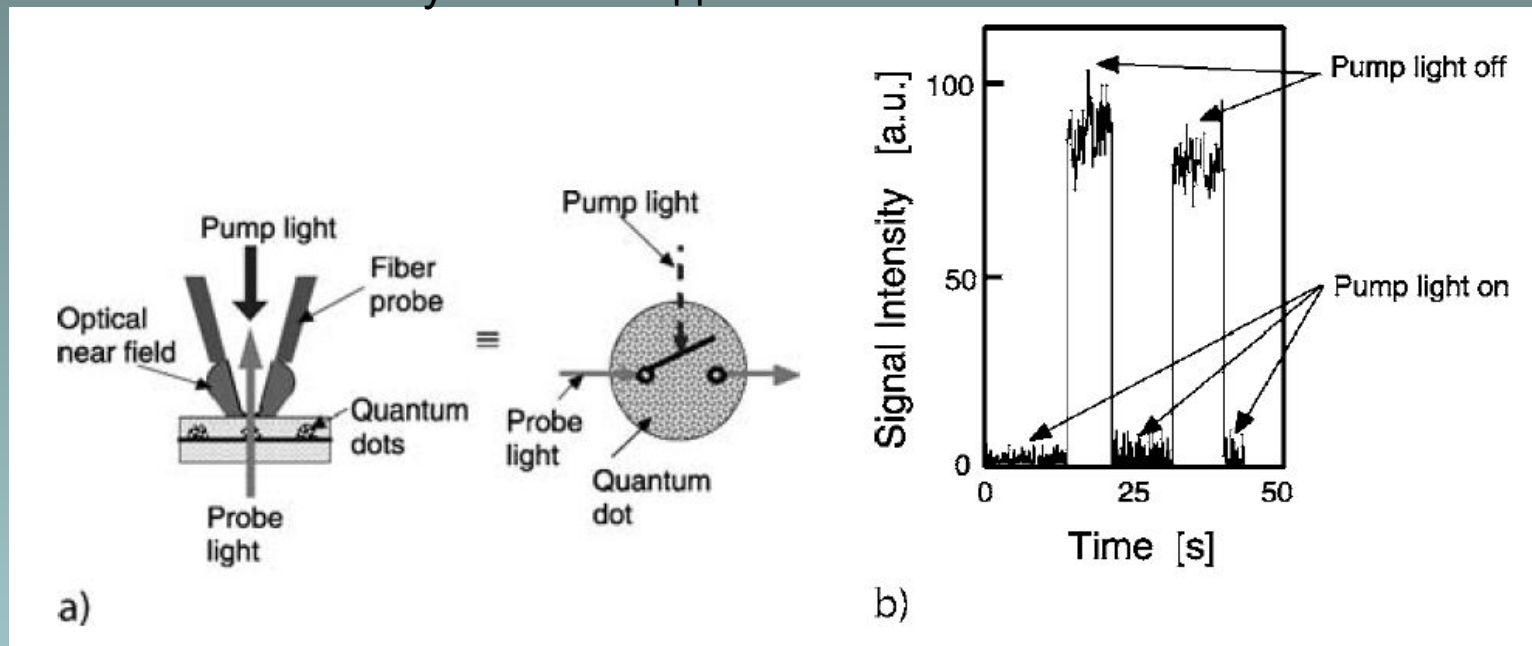 Pump light
Optical
near field
Fiber
probe
Quantum
dots
Probe
light
≡
Pump light
Probe
light
Quantum
dot
a)
Signal Intensity [a.u.]
100
50
0
0 25 50
Time [s]
Pump light off
Pump light on
b)